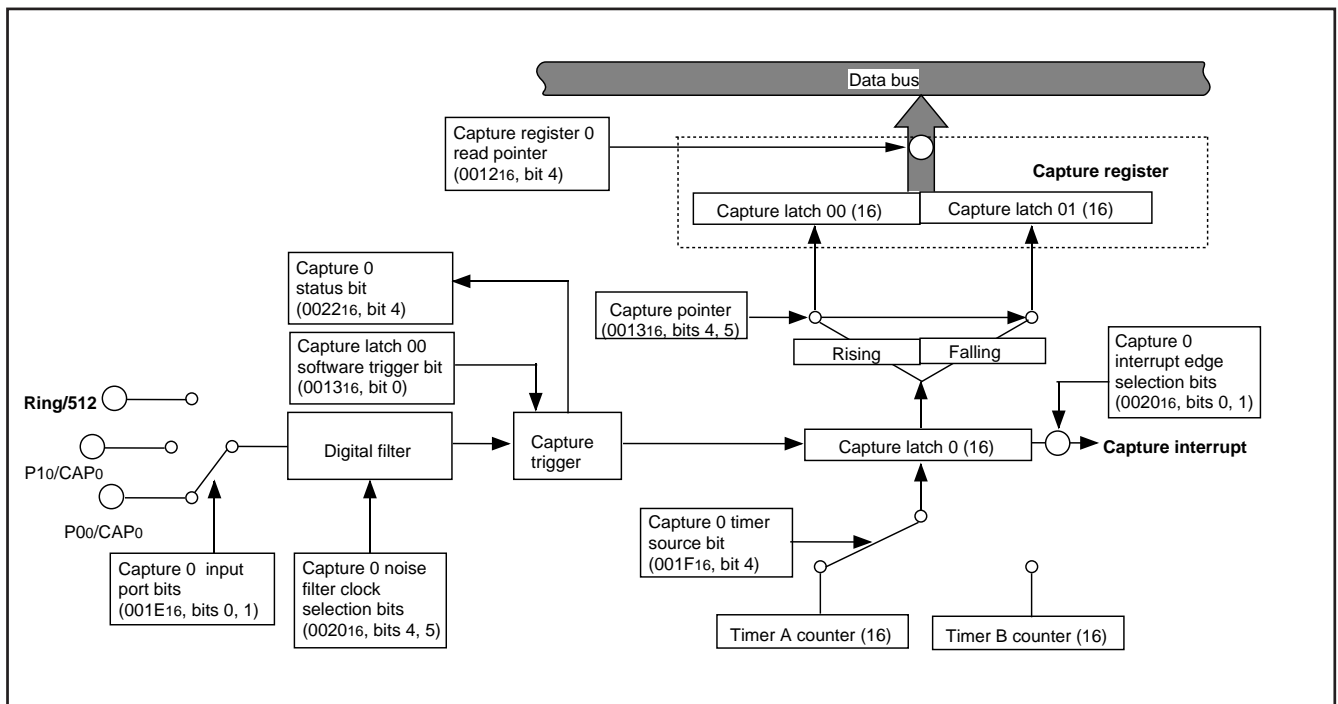 Data bus
Capture register 0
read pointer
(001216, bit 4)
Capture register
Capture latch 00 (16)
Capture latch 01 (16)
Capture 0
status bit
(002216, bit 4)
Capture pointer
(001316, bits 4, 5)
Capture latch 00
software trigger bit
(001316, bit 0)
Rising
Falling
Capture 0
interrupt edge
selection bits
(002016, bits 0, 1)
Ring/512
P10/CAP0
P00/CAP0
Digital filter
Capture
trigger
Capture latch 0 (16)
Capture interrupt
Capture 0 input
port bits
(001E16, bits 0, 1)
Capture 0 noise
filter clock
selection bits
(002016, bits 4, 5)
Capture 0 timer
source bit
(001F16, bit 4)
Timer A counter (16)
Timer B counter (16)